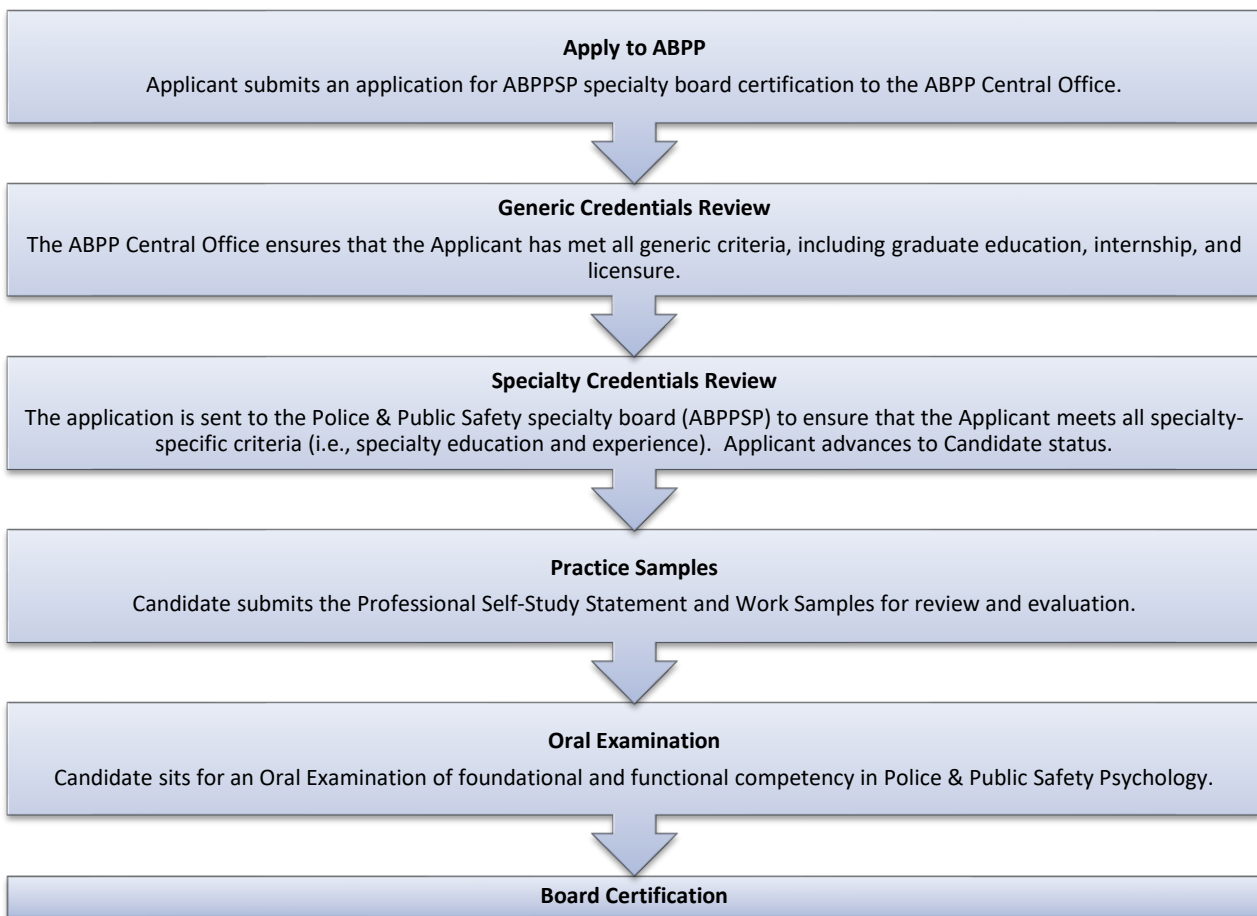 Apply to ABPP
Applicant submits an application for ABPPSP specialty board certification to the ABPP Central Office.
Generic Credentials Review
The ABPP Central Office ensures that the Applicant has met all generic criteria, including graduate education, internship, and
licensure.
Specialty Credentials Review
The application is sent to the Police & Public Safety specialty board (ABPPSP) to ensure that the Applicant meets all specialty-
specific criteria (i.e., specialty education and experience).  Applicant advances to Candidate status.
Practice Samples
Candidate submits the Professional Self-Study Statement and Work Samples for review and evaluation.
Oral Examination
Candidate sits for an Oral Examination of foundational and functional competency in Police & Public Safety Psychology.
Board Certification